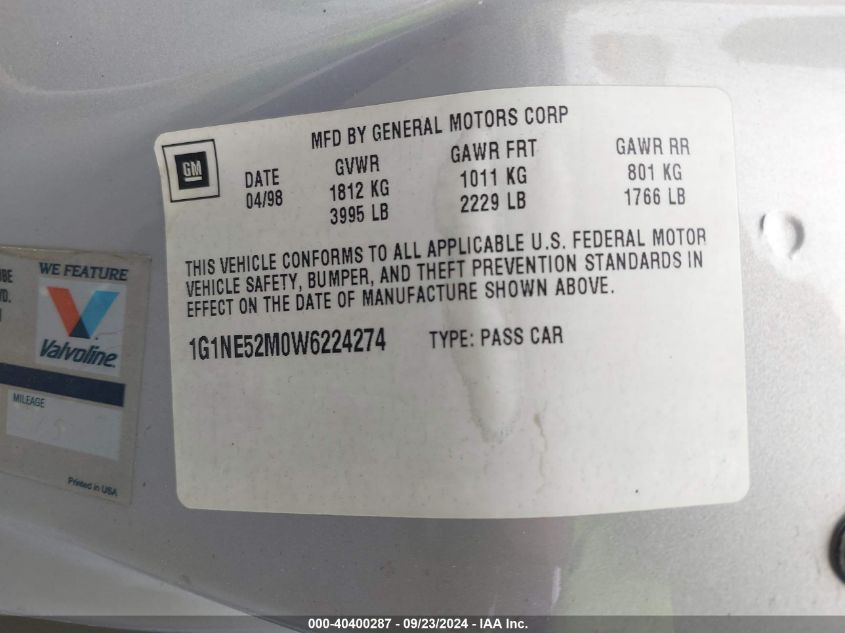 MFD BY GENERAL MOTORS CORP
GM
DATE GVWR GAWR FRT GAWR RR
04/98 1812 KG 1011 KG 801 KG
3995 LB 2229 LB 1766 LB
THIS VEHICLE CONFORMS TO ALL APPLICABLE U.S. FEDERAL MOTOR
VEHICLE SAFETY, BUMPER, AND THEFT PREVENTION STANDARDS IN
EFFECT ON THE DATE OF MANUFACTURE SHOWN ABOVE.
1G1NE52M0W6224274 TYPE: PASS CAR
WE FEATURE
Valvoline
MILEAGE
Printed in USA
000-40400287 - 09/23/2024 - IAA Inc.